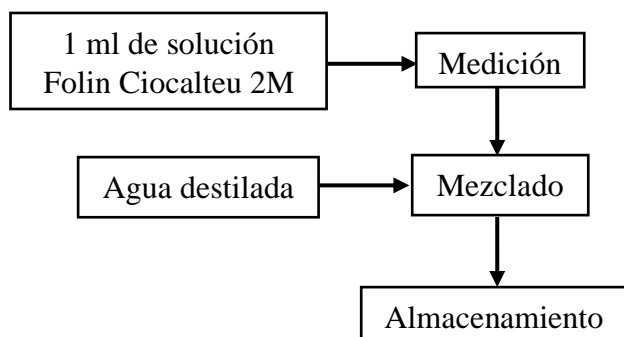 1 ml de solución
Folin Ciocalteu 2M
Medición
Agua destilada
Mezclado
Almacenamiento